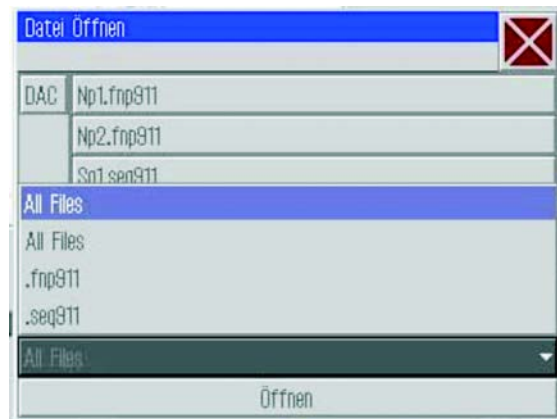 Datei Öffnen
DAC Np1.fnp911
Np2.fnp911
Sq1.seq911
All Files
All Files
.fnp911
.seq911
All Files
Öffnen